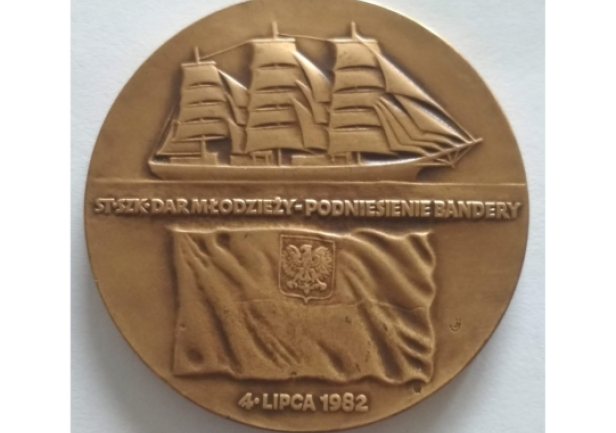 ST·SZK·DAR MŁODZIEŻY-PODNIESIENIE BANDERY
4·LIPCA 1982